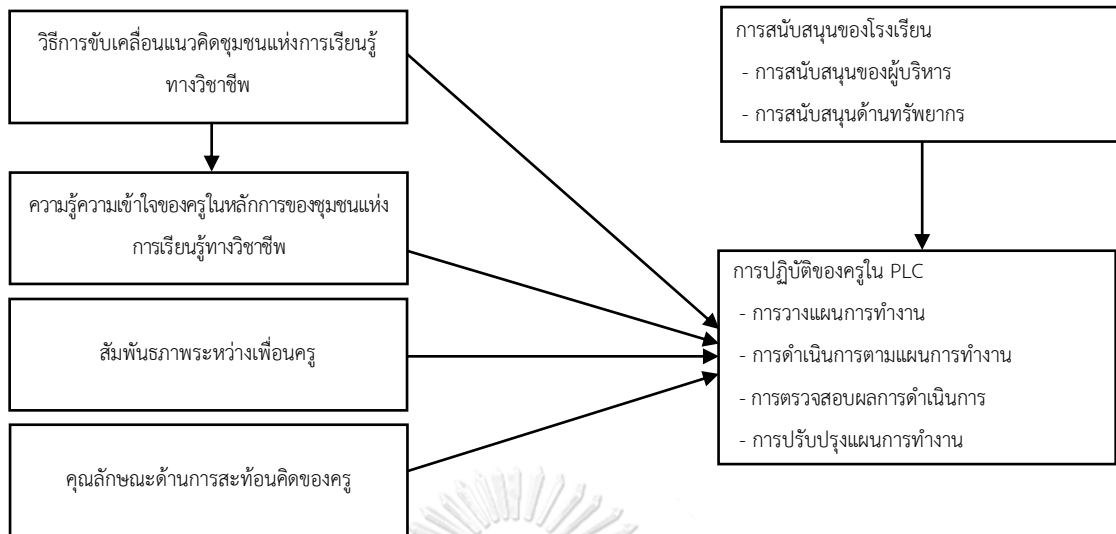 วิธีการขับเคลื่อนแนวคิดชุมชนแห่งการเรียนรู้
ทางวิชาชีพ
ความรู้ความเข้าใจของครูในหลักการของชุมชนแห่ง
การเรียนรู้ทางวิชาชีพ
สัมพันธภาพระหว่างเพื่อนครู
คุณลักษณะด้านการสะท้อนคิดของครู
การสนับสนุนของโรงเรียน
- การสนับสนุนของผู้บริหาร
- การสนับสนุนด้านทรัพยากร
การปฏิบัติของครูใน PLC
- การวางแผนการทำงาน
- การดำเนินการตามแผนการทำงาน
- การตรวจสอบผลการดำเนินการ
- การปรับปรุงแผนการทำงาน